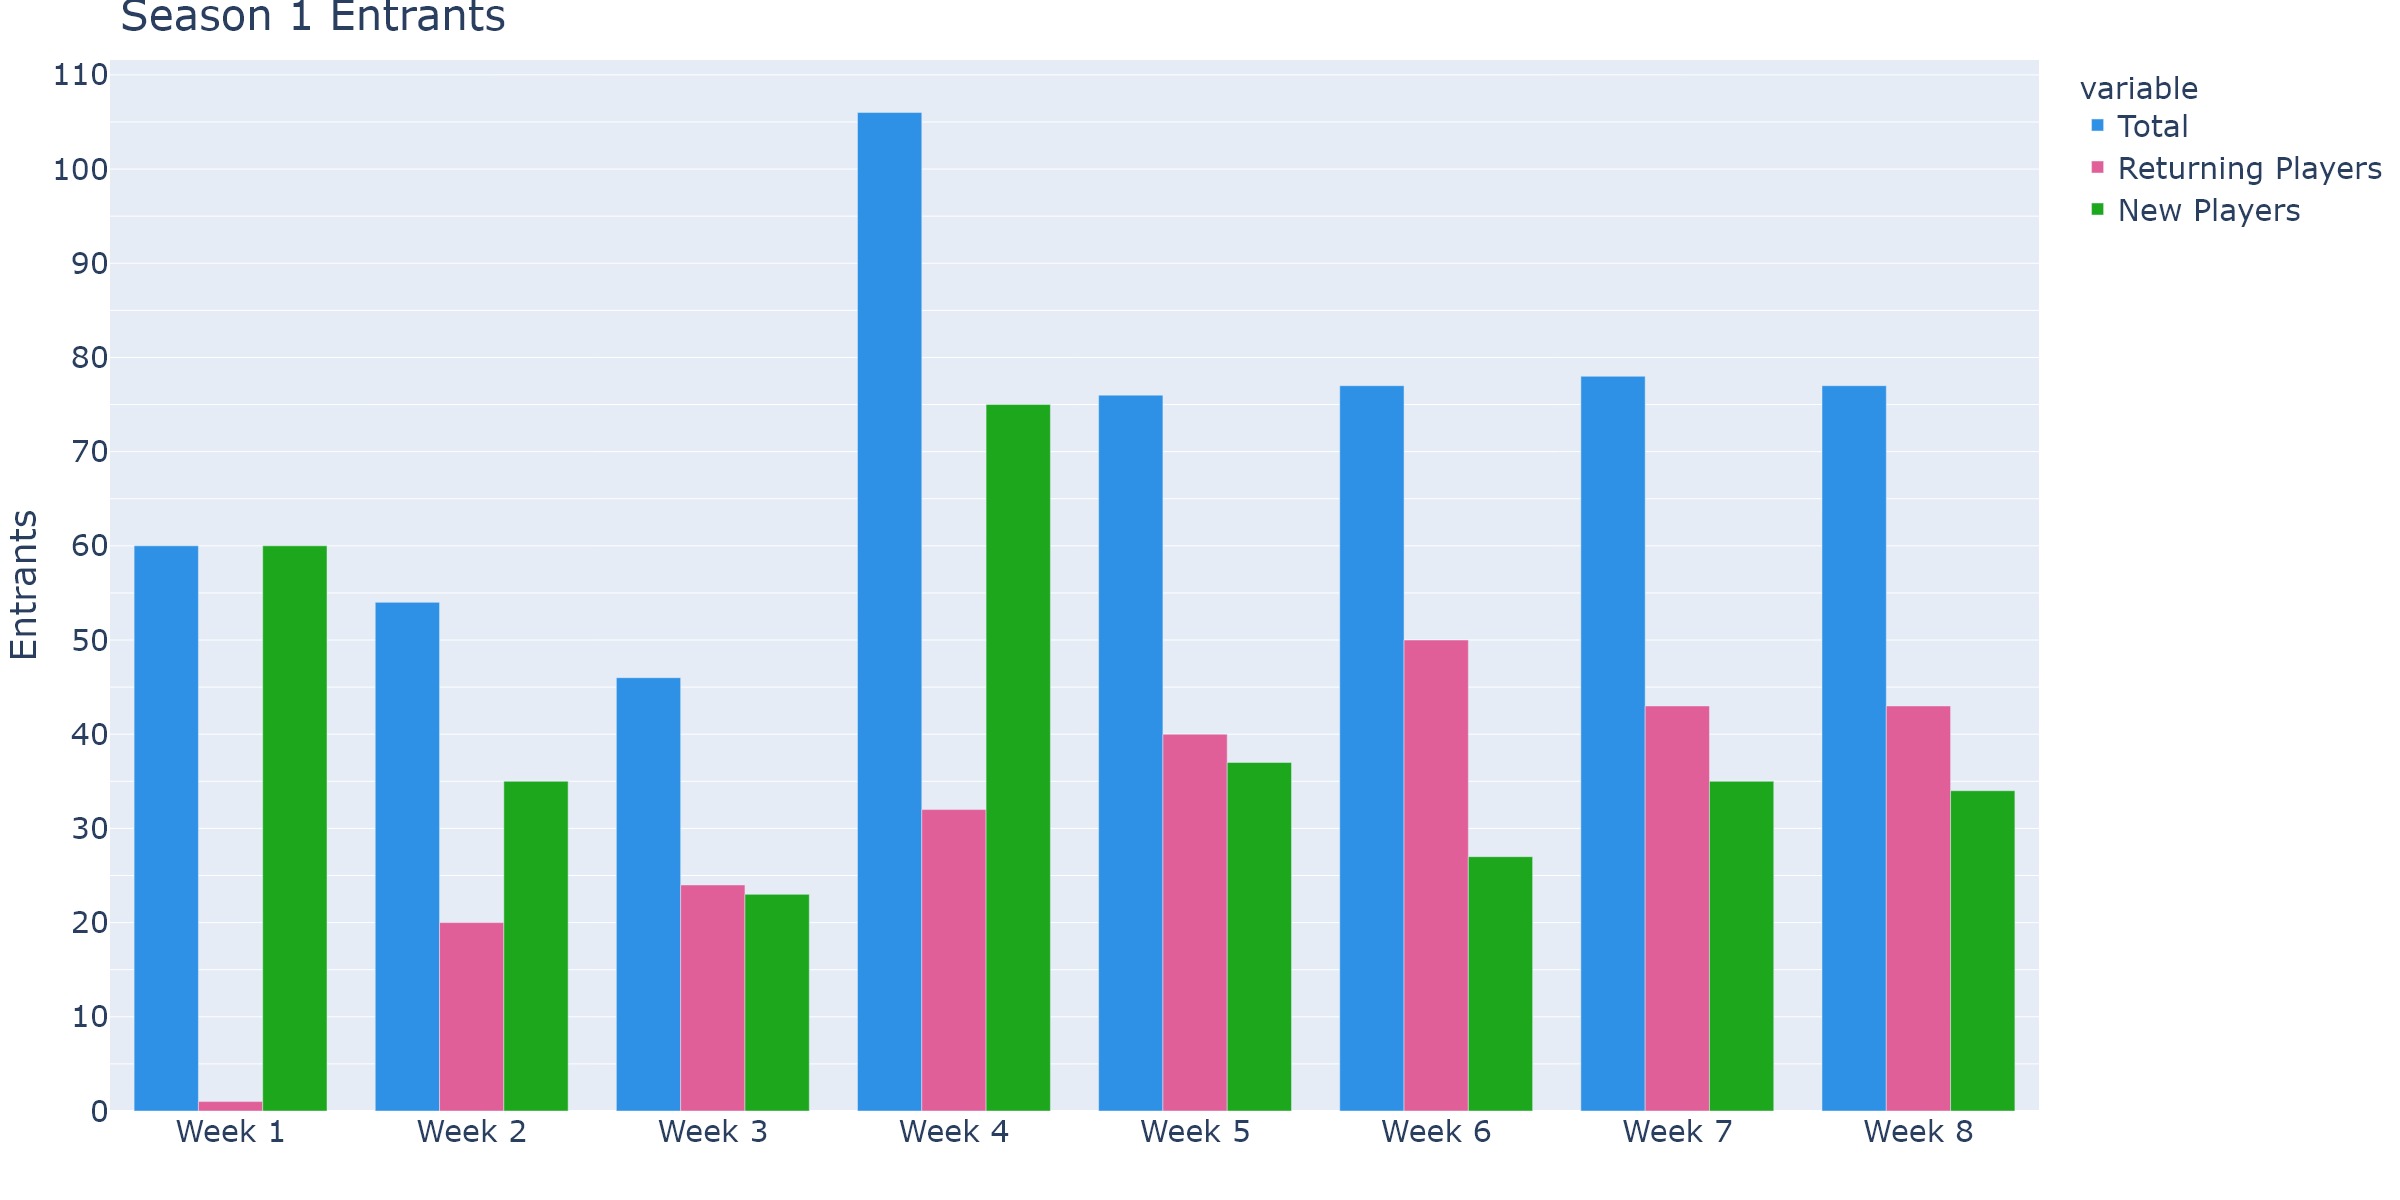 Season 1 Entrants
110
100
90
80
70
60
50
40
30
20
10
0
Entrants
Week 1
Week 2
Week 3
Week 4
Week 5
Week 6
Week 7
Week 8
variable
Total
Returning Players
New Players